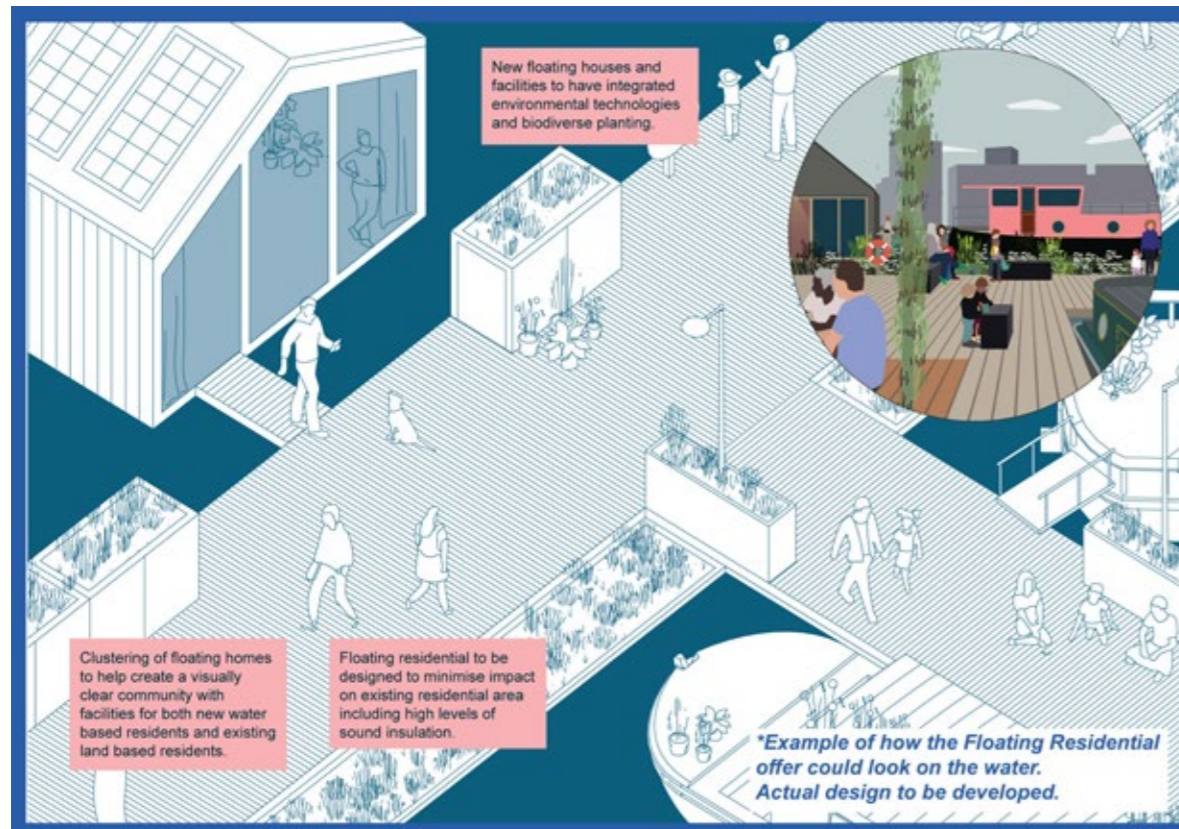 New floating houses and
facilities to have integrated
environmental technologies
and biodiverse planting.
Clustering of floating homes
to help create a visually
clear community with
facilities for both new water
based residents and existing
land based residents.
Floating residential to be
designed to minimise impact
on existing residential area
including high levels of
sound insulation.
*Example of how the Floating Residential
offer could look on the water.
Actual design to be developed.